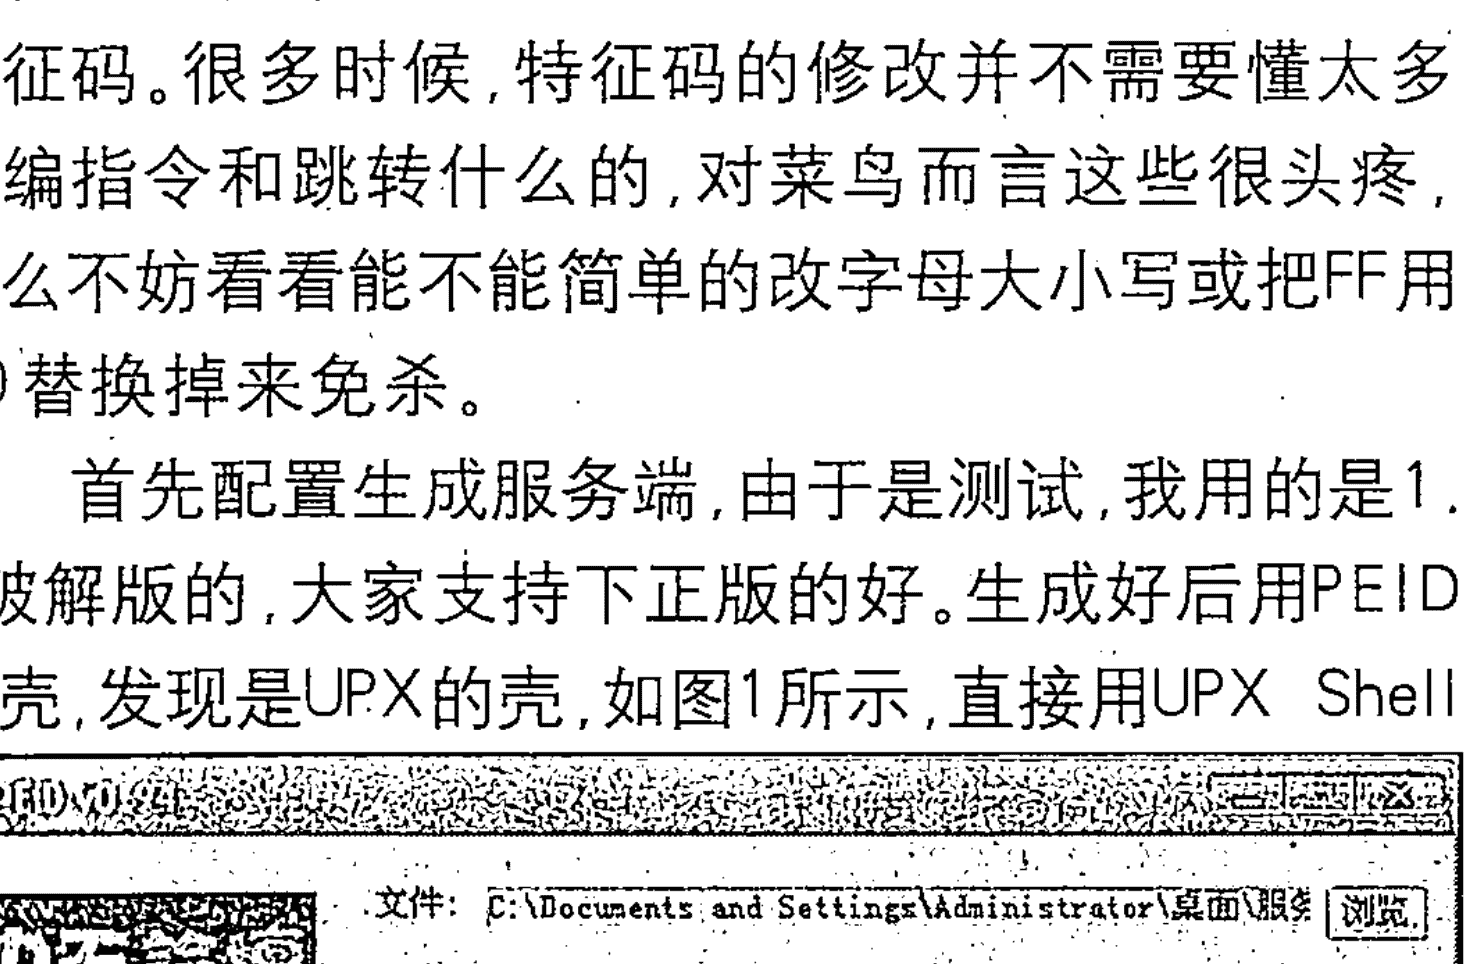 征码。很多时候,特征码的修改并不需要懂太多
编指令和跳转什么的,对菜鸟而言这些很头疼,
么不妨看看能不能简单的改字母大小写或把FF用
替换掉来免杀。
首先配置生成服务端,由于是测试,我用的是1.
破解版的,大家支持下正版的好。生成好后用PEID
壳,发现是UPX的壳,如图1所示,直接用UPX Shell
PEiD v0.94
文件: C:\Documents and Settings\Administrator\桌面\服务 浏览